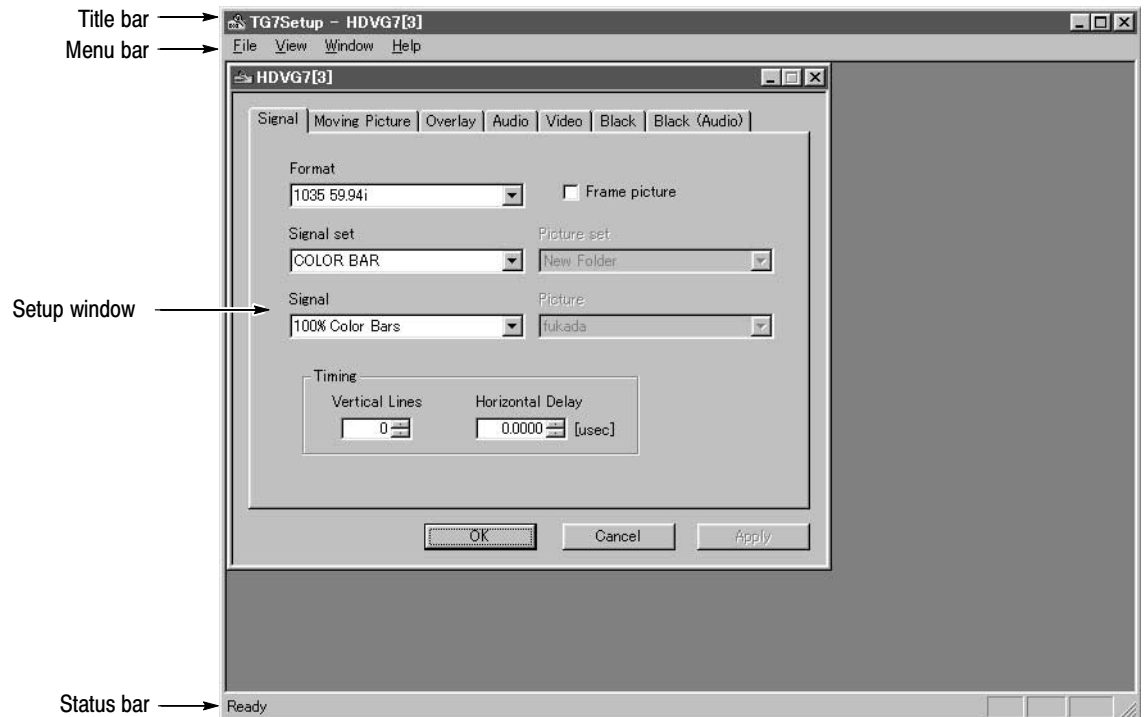 Title bar
TG7Setup - HDVG7[3]
Menu bar
File View Window Help
HDVG7[3]
Signal Moving Picture Overlay Audio Video Black Black (Audio)
Format
1035 59.94i
Frame picture
Signal set
Picture set
COLOR BAR
New Folder
Setup window
Signal
Picture
100% Color Bars
fukada
Timing
Vertical Lines
Horizontal Delay
0
0.0000 [usec]
OK
Cancel
Apply
Status bar
Ready